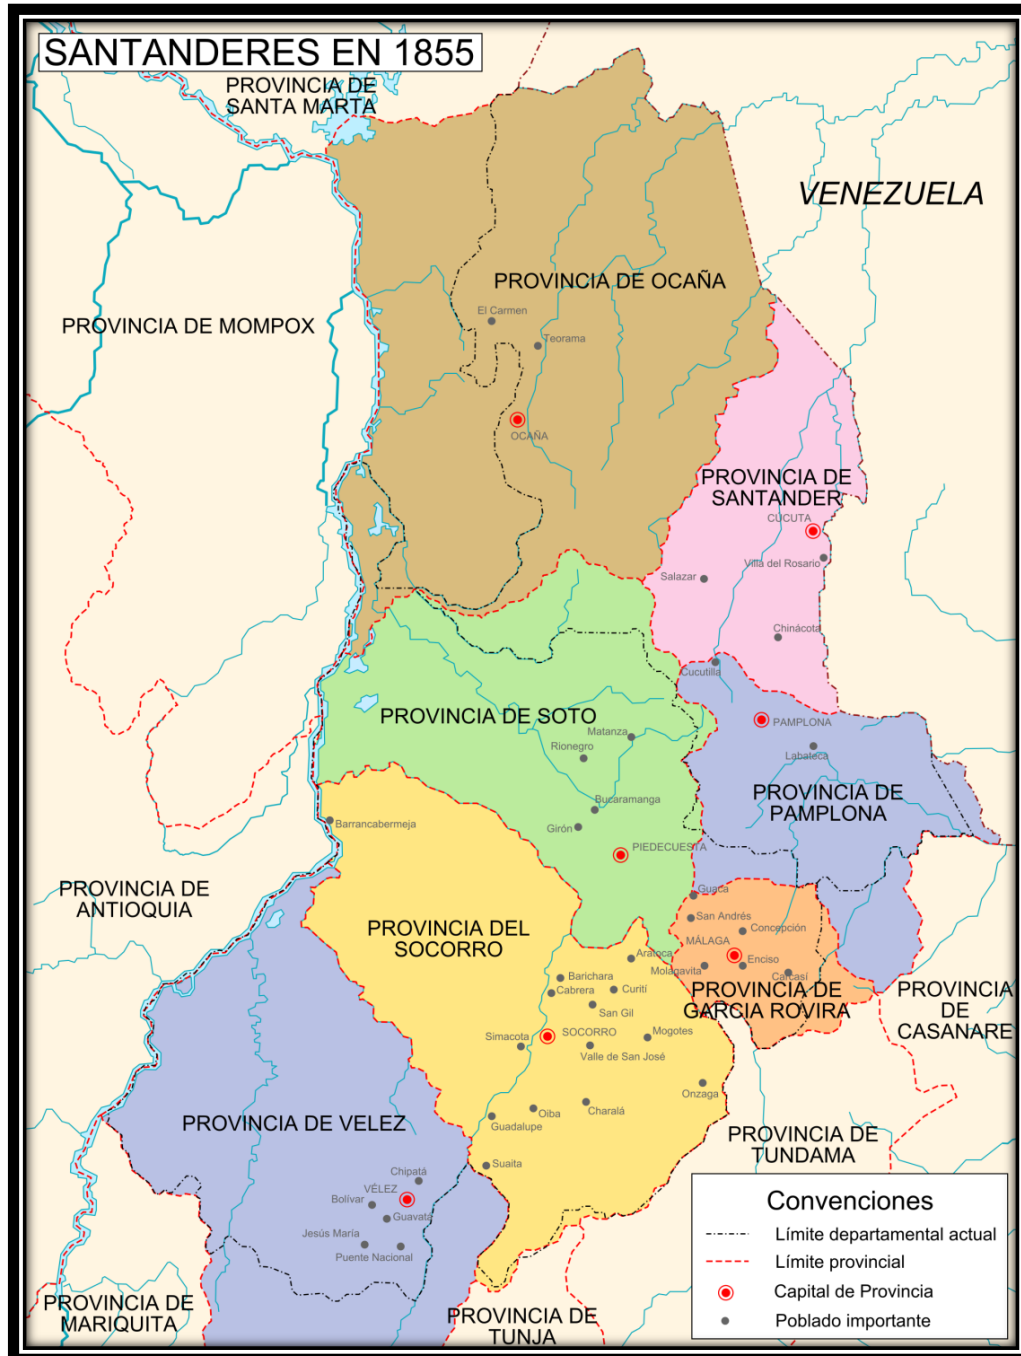 SANTANDERES EN 1855
PROVINCIA DE
SANTA MARTA
VENEZUELA
PROVINCIA DE OCAÑA
El Carmen
PROVINCIA DE MOMPOX
Teorama
OCAÑA
PROVINCIA DE
SANTANDER
CÚCUTA
Villa del Rosario
Salazar
Chinácota
Cucutilla
PROVINCIA DE SOTO
PAMPLONA
Matanza
Rionegro
Labateca
PROVINCIA DE
PAMPLONA
Bucaramanga
Barrancabermeja
Girón
PIEDECUESTA
PROVINCIA DE
ANTIOQUIA
Guaca
San Andrés
Concepción
PROVINCIA DEL
SOCORRO
MÁLAGA
Aratoca
Molagavita
Enciso
Carcasí
Barichara
Cabrera
Curití
PROVINCIA DE
GARCIA ROVIRA
PROVINCIA
DE
CASANARE
San Gil
SOCORRO
Mogotes
Simacota
Valle de San José
Onzaga
Charalá
Oiba
Guadalupe
PROVINCIA DE VELEZ
PROVINCIA DE
TUNDAMA
Suaita
Chipatá
VÉLEZ
Bolívar
Guavatá
Jesús María
Puente Nacional
PROVINCIA DE
MARIQUITA
PROVINCIA DE
TUNJA
Convenciones
Límite departamental actual
Límite provincial
Capital de Provincia
Poblado importante